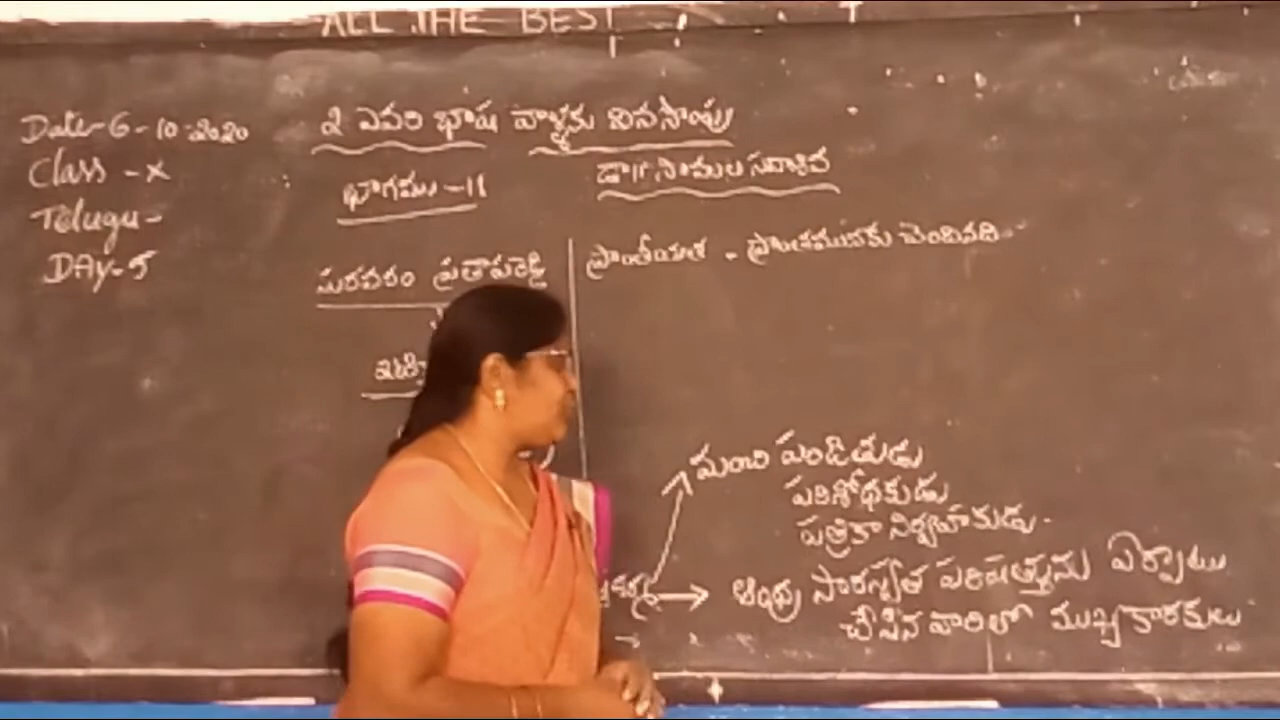 ALL THE BEST
Date-6-10-2020
Class -X
Telugu-
DAY-5
2 ఎవరి భాష వాళ్ళకు వినసొంపు
భాగము-II
డా|| సామల సదాశివ
సురవరం ప్రతాపరెడ్డి
ప్రాంతీయత - ప్రాంతమునకు చెందినది
మంచి పండితుడు
పరిశోధకుడు
పత్రికా నిర్వాహకుడు.
ఆంధ్ర సారస్వత పరిషత్తును ఏర్పాటు
చేసిన వారిలో ముఖ్య కారకులు